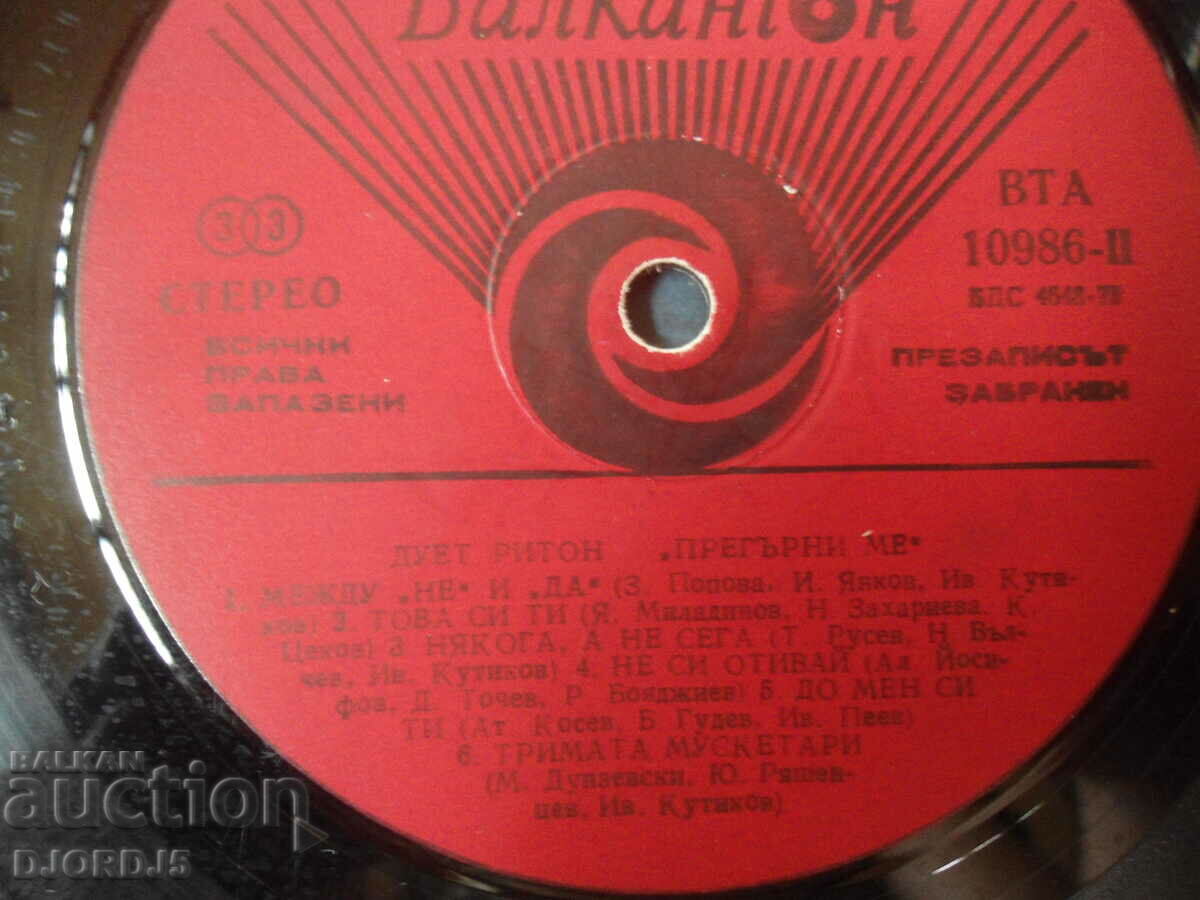 Балкантон
33
СТЕРЕО
ВСИЧКИ
ПРАВА
ЗАПАЗЕНИ
ВТА
10986-II
ПРЕЗАПИСЪТ
ЗАБРАНЕН
ДУЕТ РИТОН „ПРЕГЪРНИ МЕ"
1. МЕЖДУ „НЕ" И „ДА" (З. Попова, И. Янков, Ив. Кути-
ков) 2. ТОВА СИ ТИ (Я. Миладинов, Н. Захариева, К.
Цеков) 3. НЯКОГА, А НЕ СЕГА (Т. Русев, Н. Въл-
чев, Ив. Кутиков) 4. НЕ СИ ОТИВАЙ (Ал. Йоси-
фов, Д. Точев, Р. Бояджиев) 5. ДО МЕН СИ
ТИ (Ат. Косев, Б. Гудев, Ив. Пеев)
6. ТРИМАТА МУСКЕТАРИ
(М. Дунаевски, Ю. Ряшен-
цев, Ив. Кутиков)
BALKAN
auction
DJORDJ5